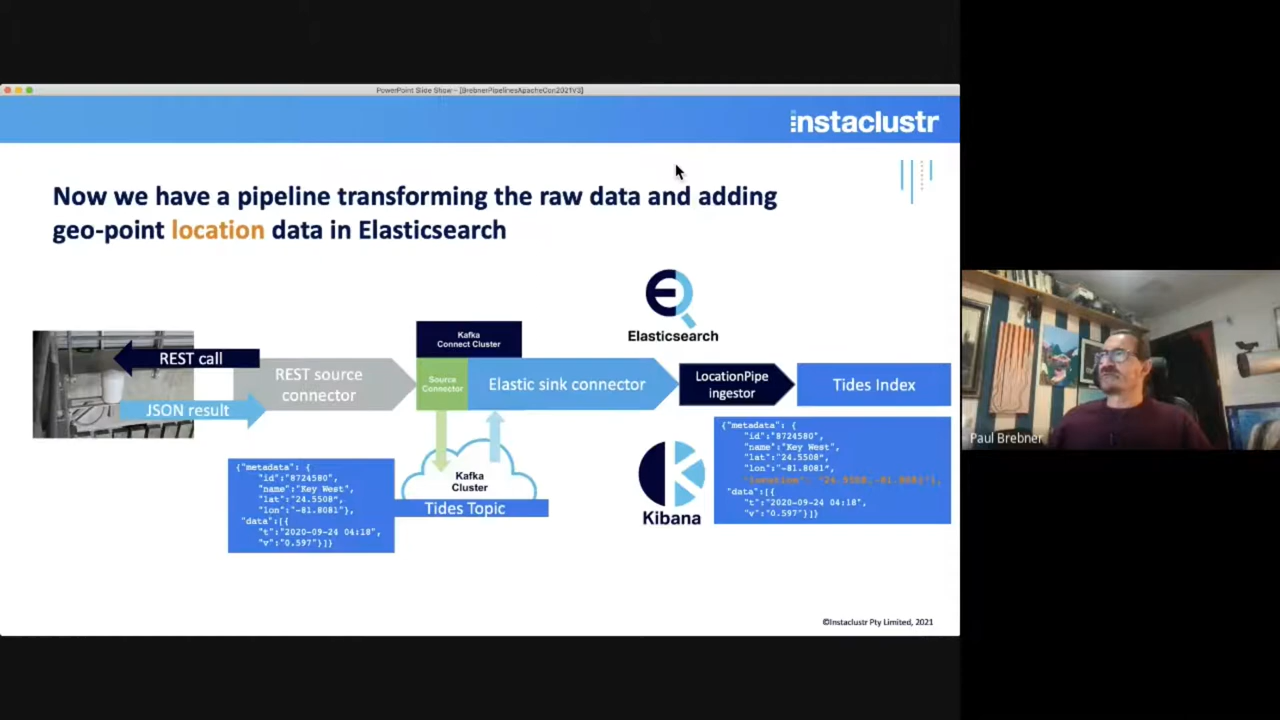 PowerPoint Slide Show - [BrebnerPipelinesApacheCon2021V3]
instaclustr
Now we have a pipeline transforming the raw data and adding
geo-point location data in Elasticsearch
Elasticsearch
Kafka
Connect Cluster
REST call
JSON result
REST source
connector
Source
Connector
Elastic sink connector
LocationPipe
ingestor
Tides Index
Kafka
Cluster
Tides Topic
Kibana
{"metadata": {
"id":"8724580",
"name":"Key West",
"lat":"24.5508",
"lon":"-81.8081"},
"data":[{
"t":"2020-09-24 04:18",
"v":"0.597"}]}
{"metadata": {
"id":"8724580",
"name":"Key West",
"lat":"24.5508",
"lon":"-81.8081",
"location": "24.5508,-81.8081"},
"data":[{
"t":"2020-09-24 04:18",
"v":"0.597"}]}
Paul Brebner
©Instaclustr Pty Limited, 2021